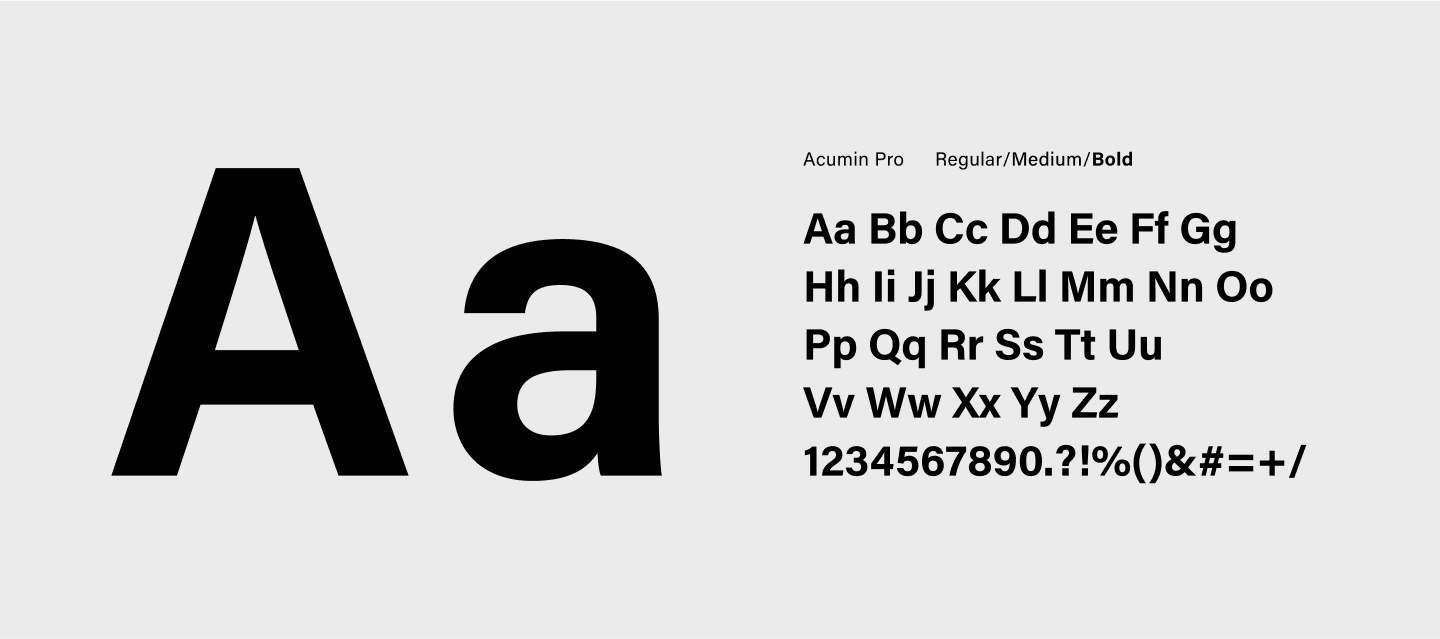 Aa
Acumin Pro Regular/Medium/Bold
Aa Bb Cc Dd Ee Ff Gg
Hh Ii Jj Kk Ll Mm Nn Oo
Pp Qq Rr Ss Tt Uu
Vv Ww Xx Yy Zz
1234567890.?!%()&#=+/